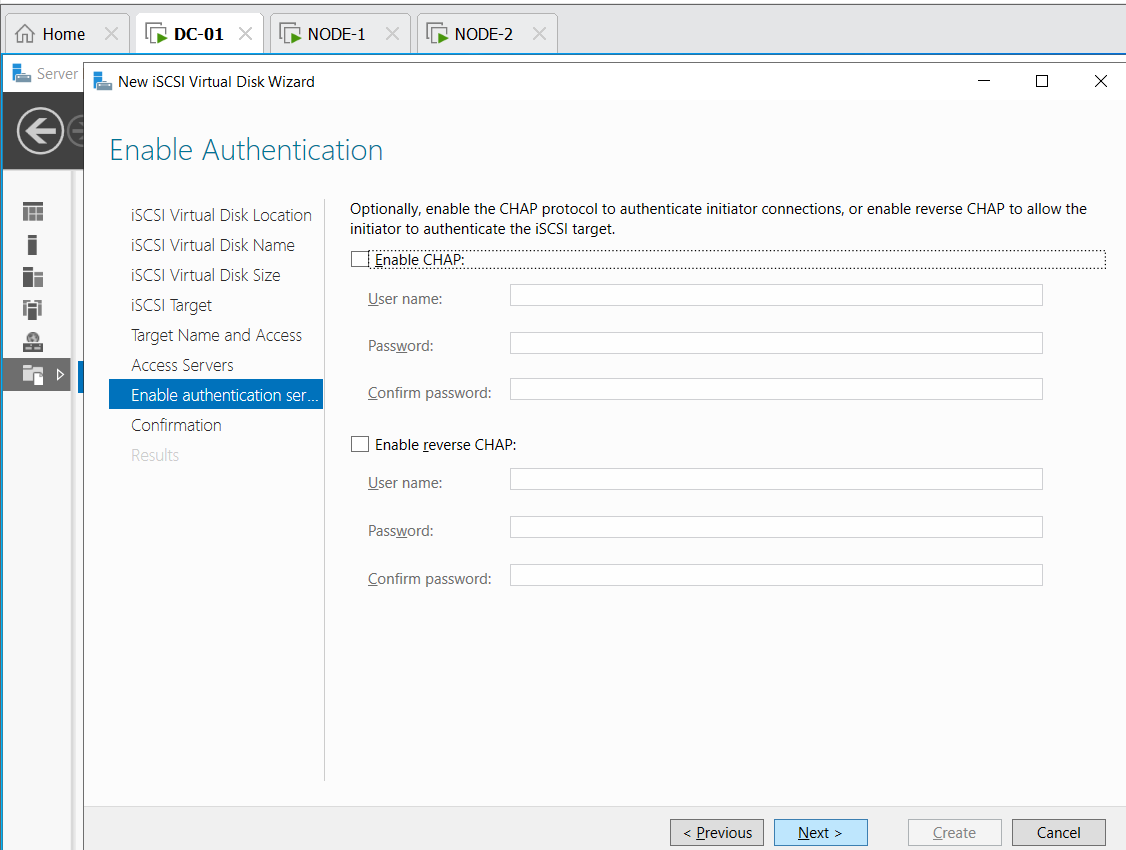 Home
DC-01
NODE-1
NODE-2
Server
New iSCSI Virtual Disk Wizard
Enable Authentication
iSCSI Virtual Disk Location
iSCSI Virtual Disk Name
iSCSI Virtual Disk Size
iSCSI Target
Target Name and Access
Access Servers
Enable authentication ser...
Confirmation
Results
Optionally, enable the CHAP protocol to authenticate initiator connections, or enable reverse CHAP to allow the
initiator to authenticate the iSCSI target.
Enable CHAP:
User name:
Password:
Confirm password:
Enable reverse CHAP:
User name:
Password:
Confirm password:
< Previous
Next >
Create
Cancel